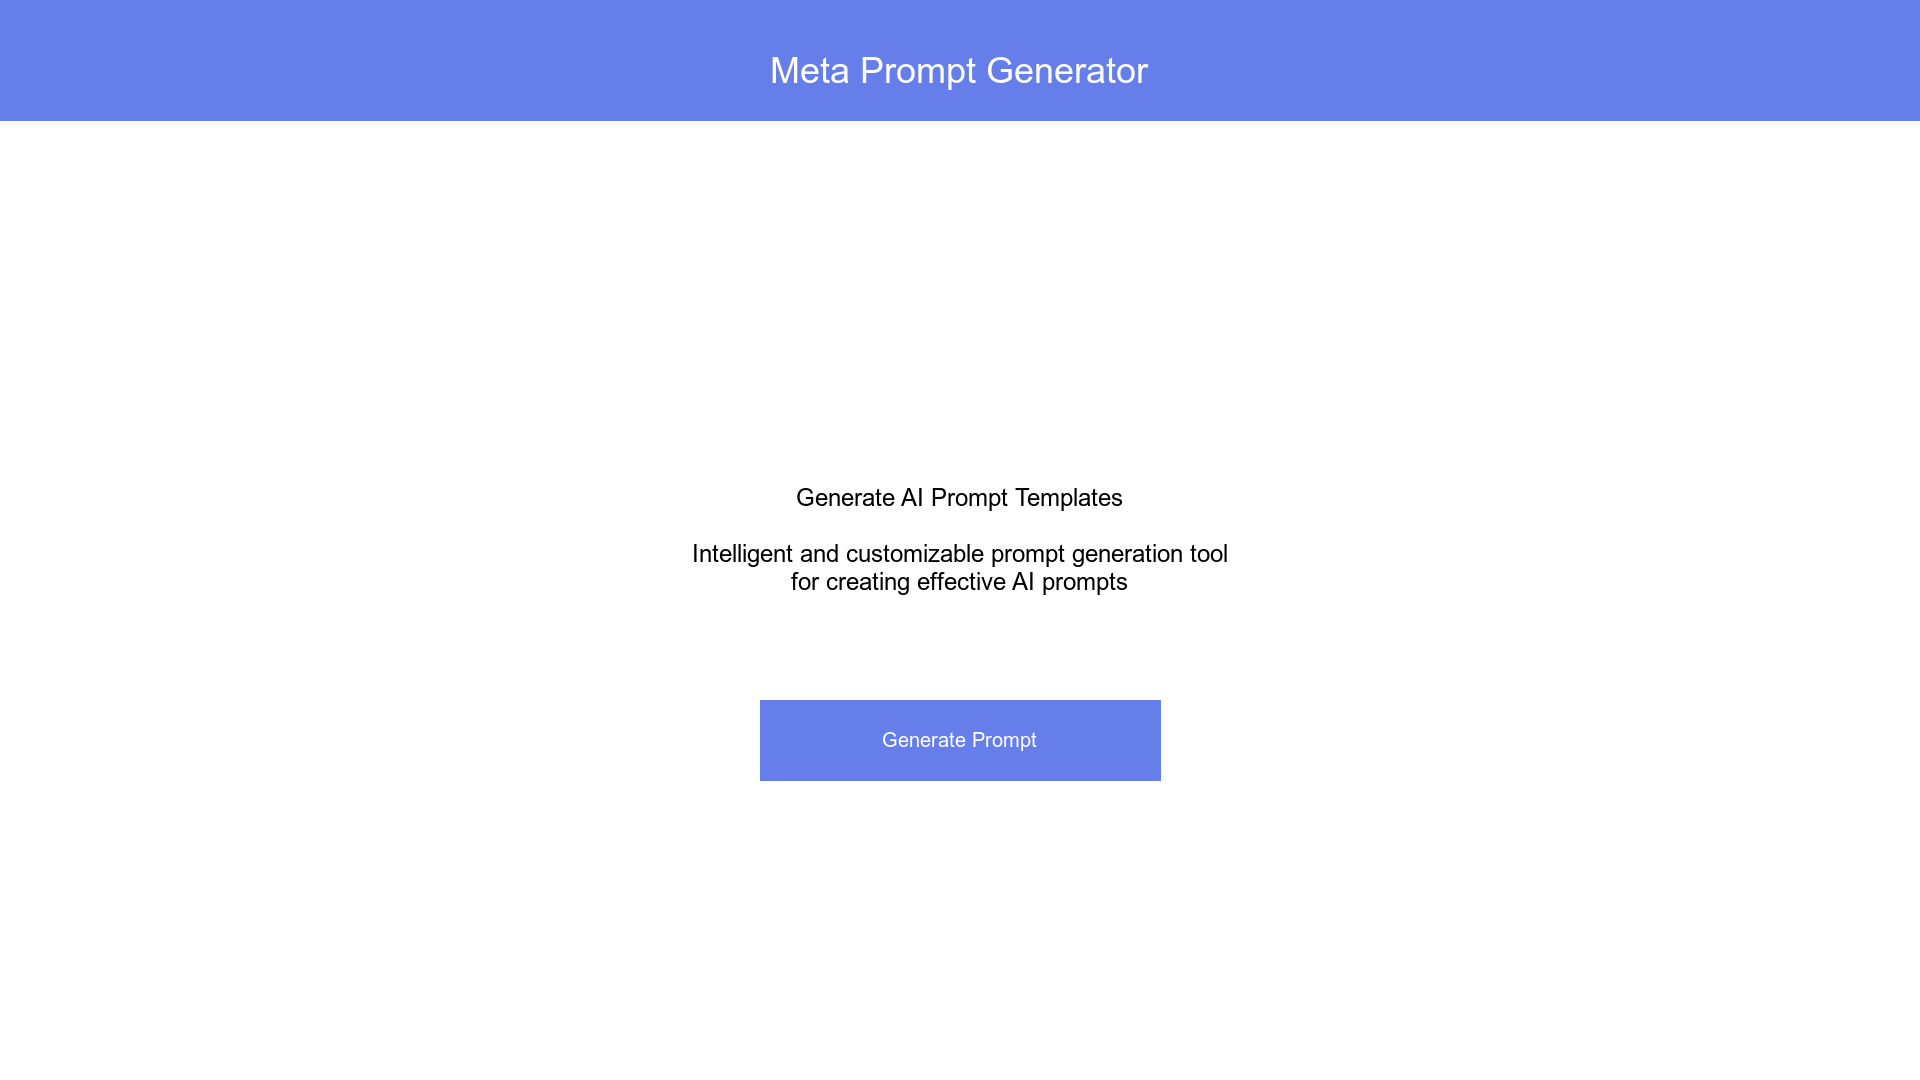 Meta Prompt Generator
Generate AI Prompt Templates
Intelligent and customizable prompt generation tool
for creating effective AI prompts
Generate Prompt